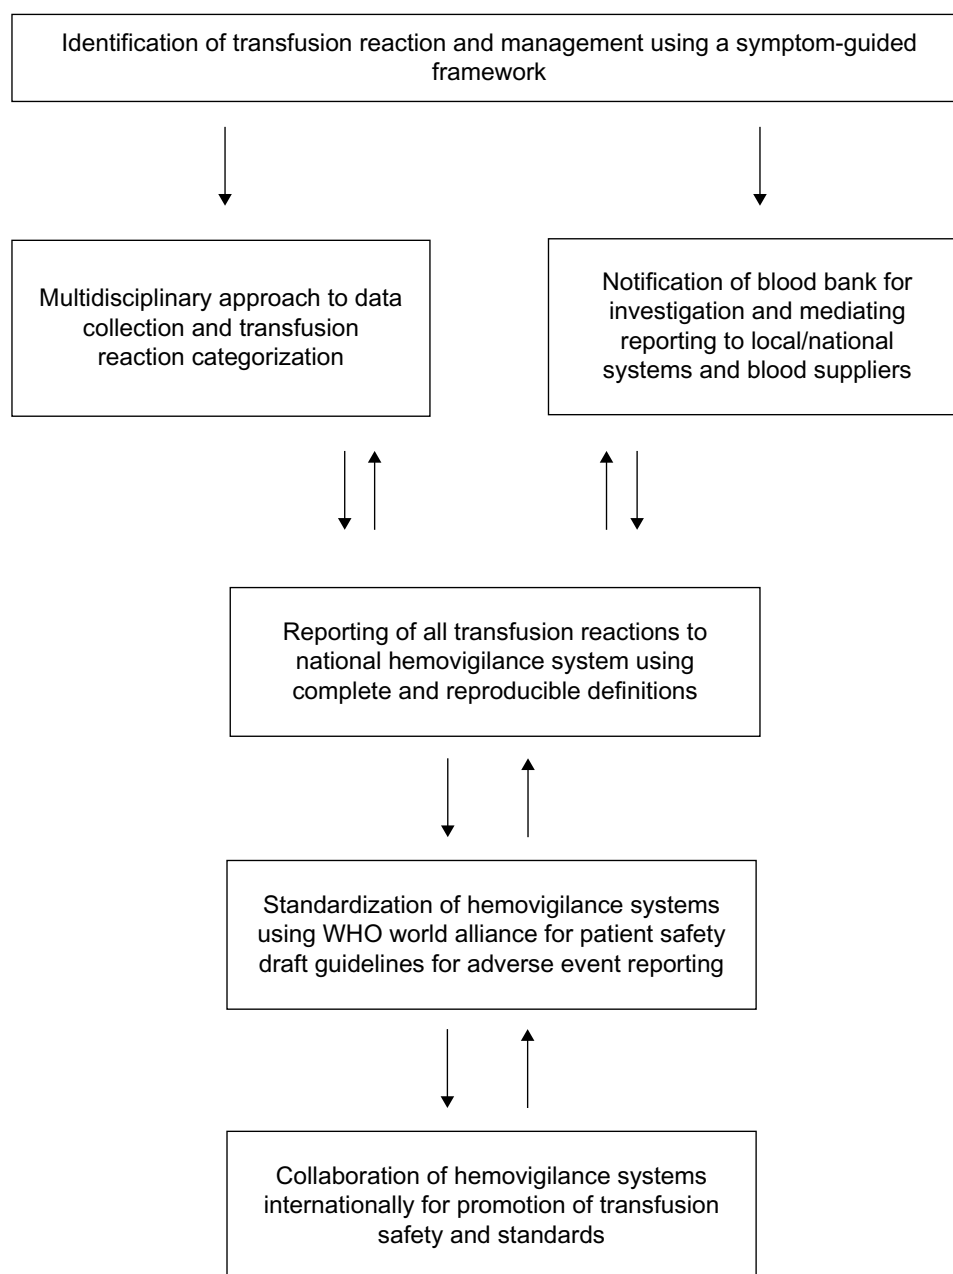 Identification of transfusion reaction and management using a symptom-guided
framework
Multidisciplinary approach to data
collection and transfusion
reaction categorization
Notification of blood bank for
investigation and mediating
reporting to local/national
systems and blood suppliers
Reporting of all transfusion reactions to
national hemovigilance system using
complete and reproducible definitions
Standardization of hemovigilance systems
using WHO world alliance for patient safety
draft guidelines for adverse event reporting
Collaboration of hemovigilance systems
internationally for promotion of transfusion
safety and standards